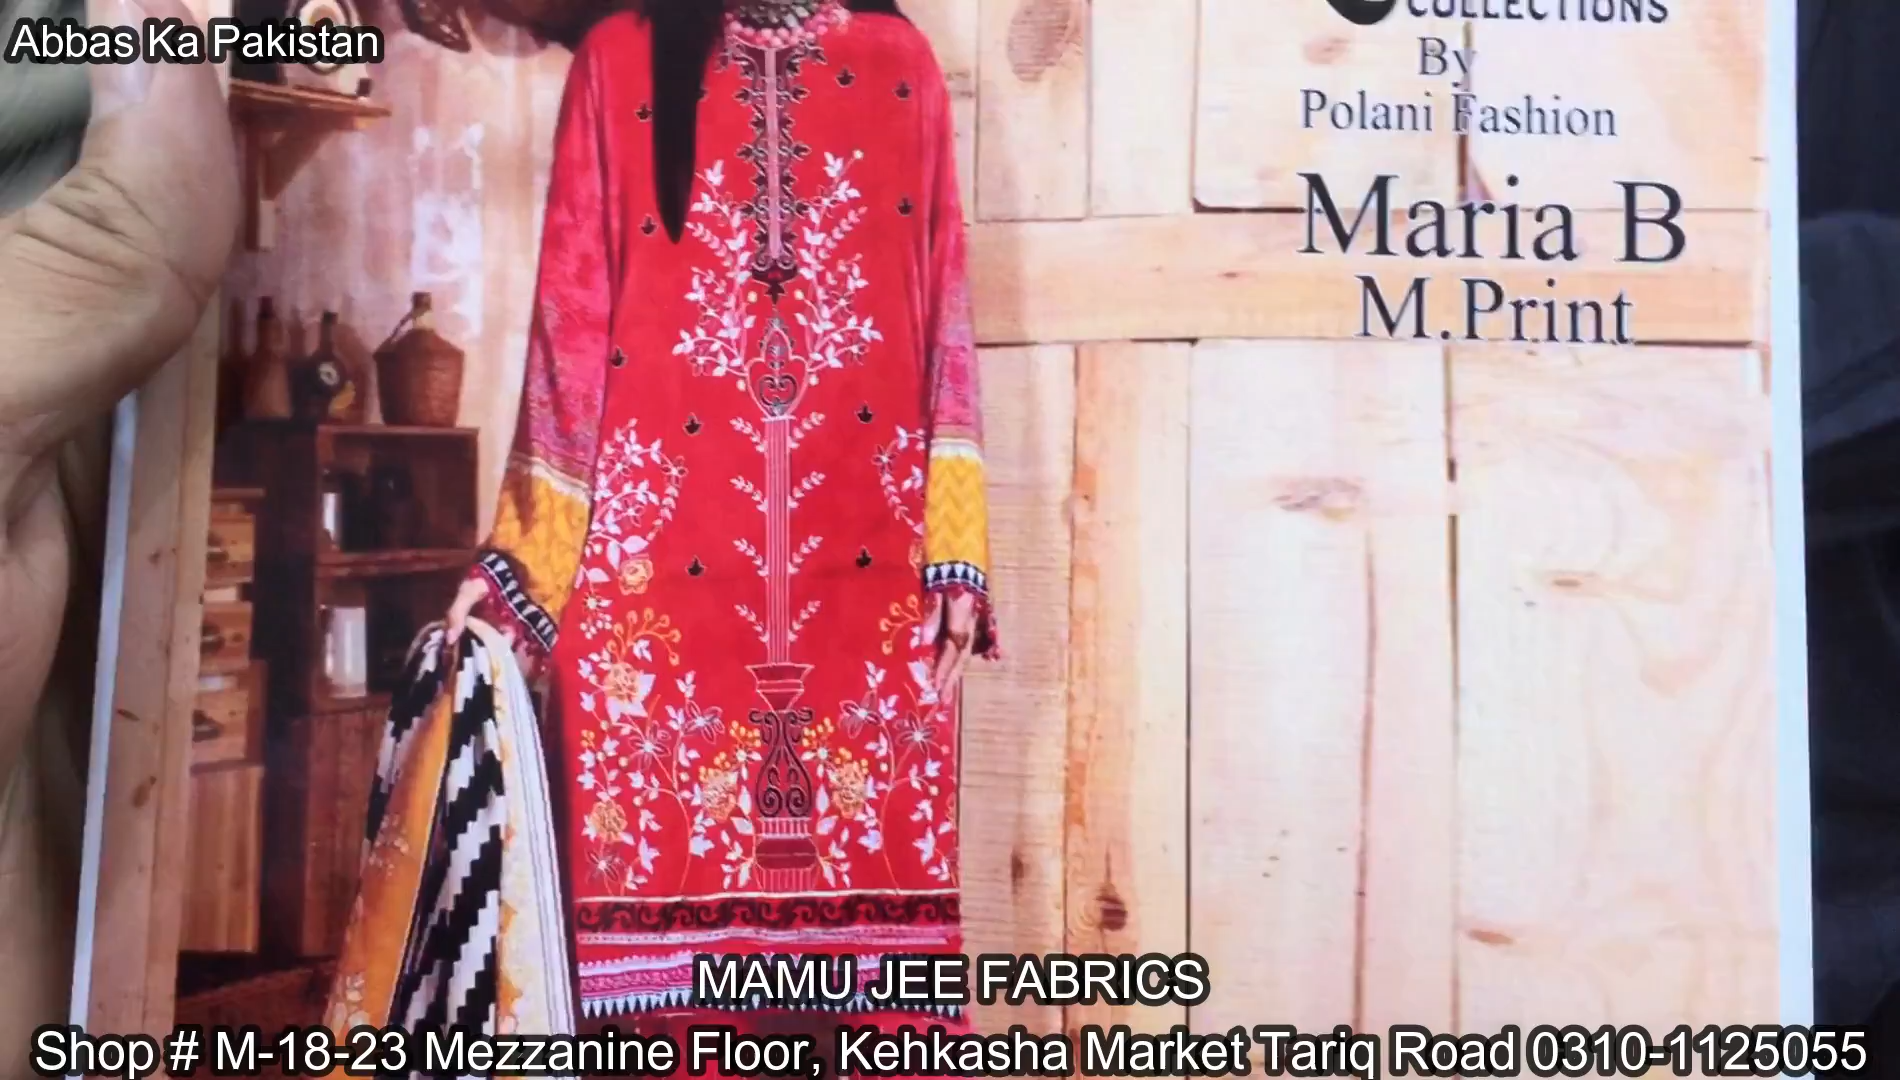 Abbas Ka Pakistan
COLLECTIONS
By
Polani Fashion
Maria B
M.Print
MAMU JEE FABRICS
Shop # M-18-23 Mezzanine Floor, Kehkasha Market Tariq Road 0310-1125055